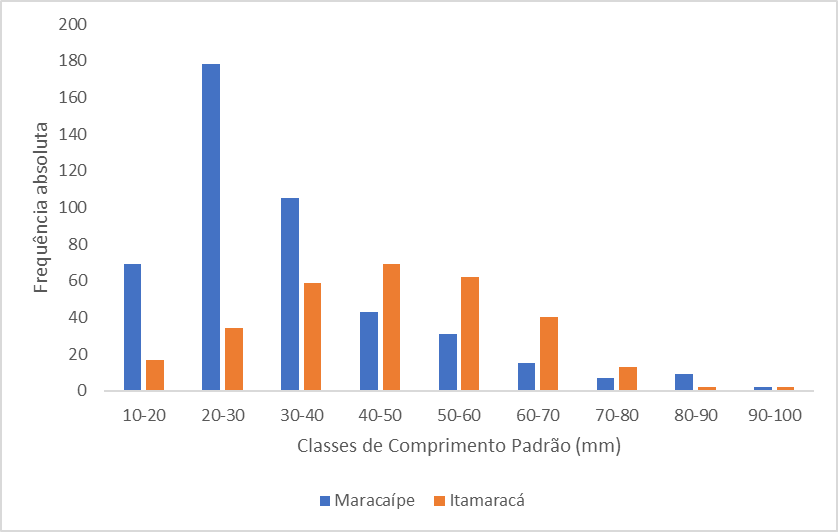 200
180
160
140
120
100
80
60
40
20
0
Frequência absoluta
10-20 20-30 30-40 40-50 50-60 60-70 70-80 80-90 90-100
Classes de Comprimento Padrão (mm)
Maracaípe Itamaracá